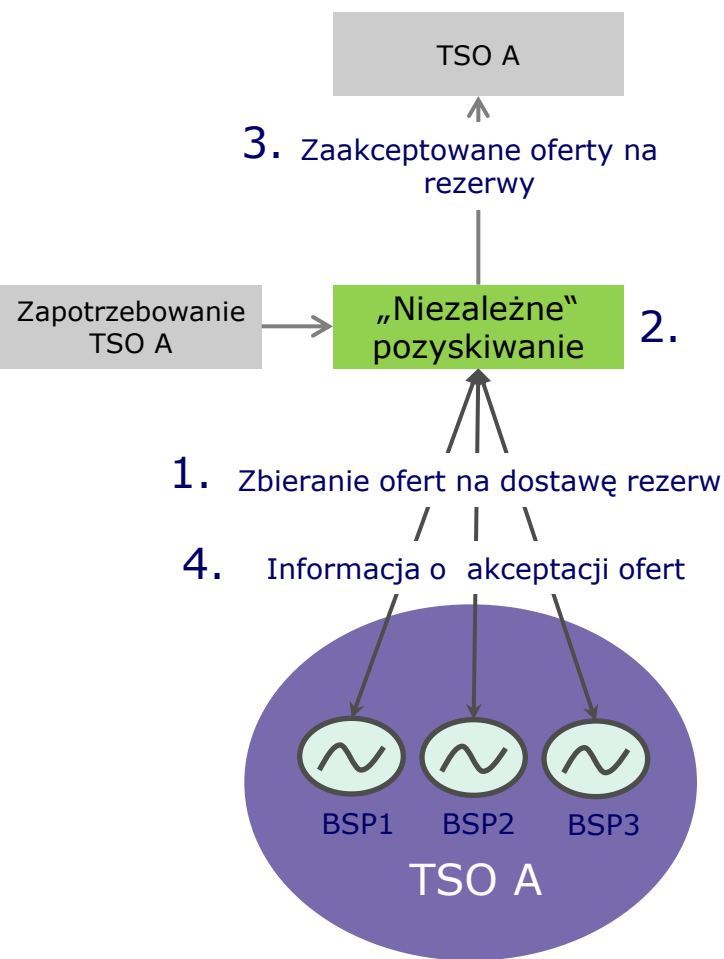 TSO A
3. Zaakceptowane oferty na
rezerwy
Zapotrzebowanie
TSO A
„Niezależne“
pozyskiwanie
2.
1. Zbieranie ofert na dostawę rezerw
4. Informacja o akceptacji ofert
BSP1 BSP2 BSP3
TSO A